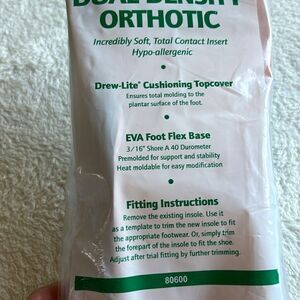 DUAL DENSITY
ORTHOTIC
Incredibly Soft, Total Contact Insert
Hypo-allergenic
Drew-Lite® Cushioning Topcover
Ensures total molding to the
plantar surface of the foot.
EVA Foot Flex Base
3/16" Shore A 40 Durometer
Premolded for support and stability
Heat moldable for easy modification
Fitting Instructions
Remove the existing insole. Use it
as a template to trim the new insole to fit
the appropriate footwear. Or, simply trim
the forepart of the insole to fit the shoe.
Adjust after trial fitting by further trimming.
80600